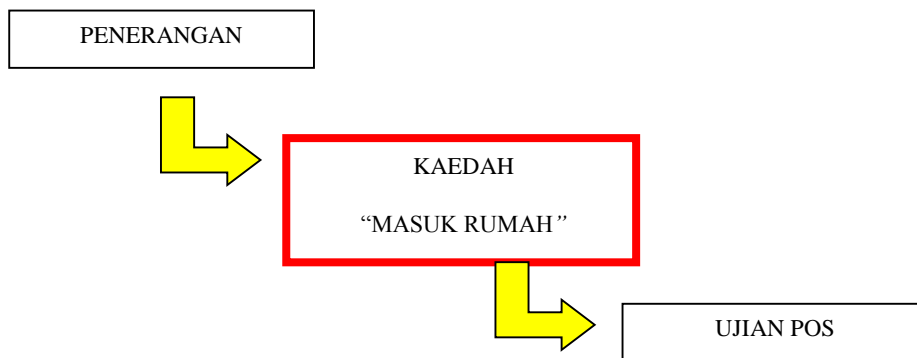 PENERANGAN
KAEDAH
“MASUK RUMAH”
UJIAN POS